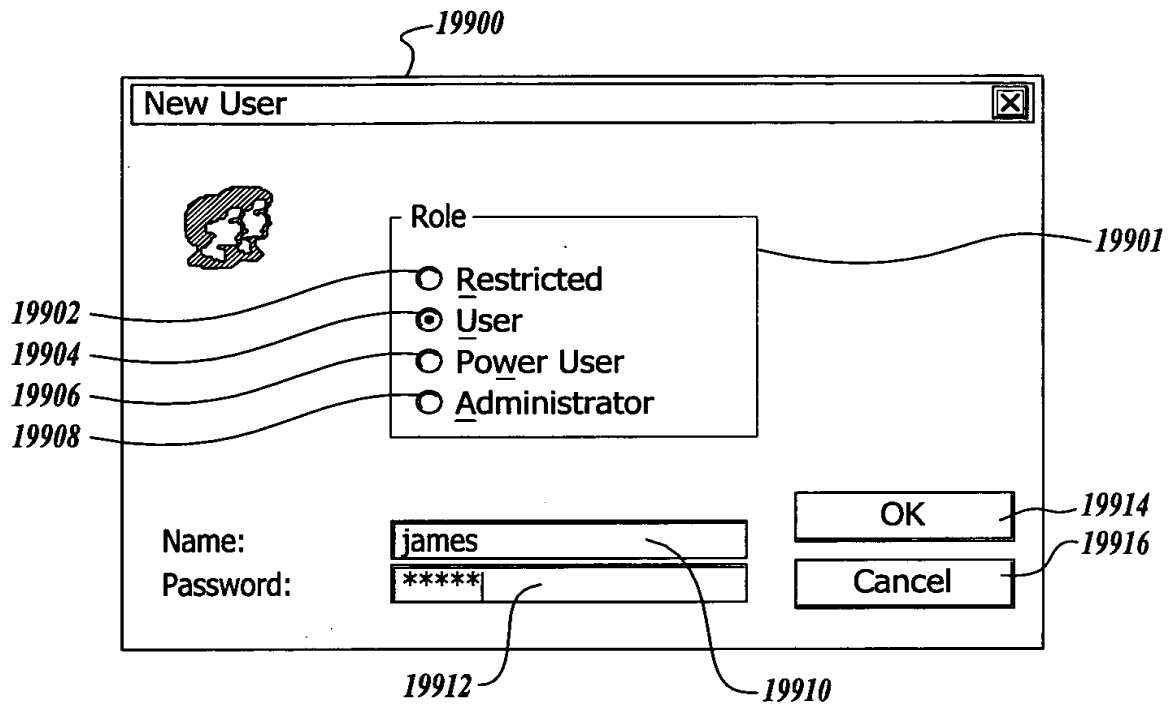 19900
New User
Role
19901
Restricted
19902
User
19904
Power User
19906
Administrator
19908
OK
19914
Name:
james
19916
Password:
*****
Cancel
19912
19910